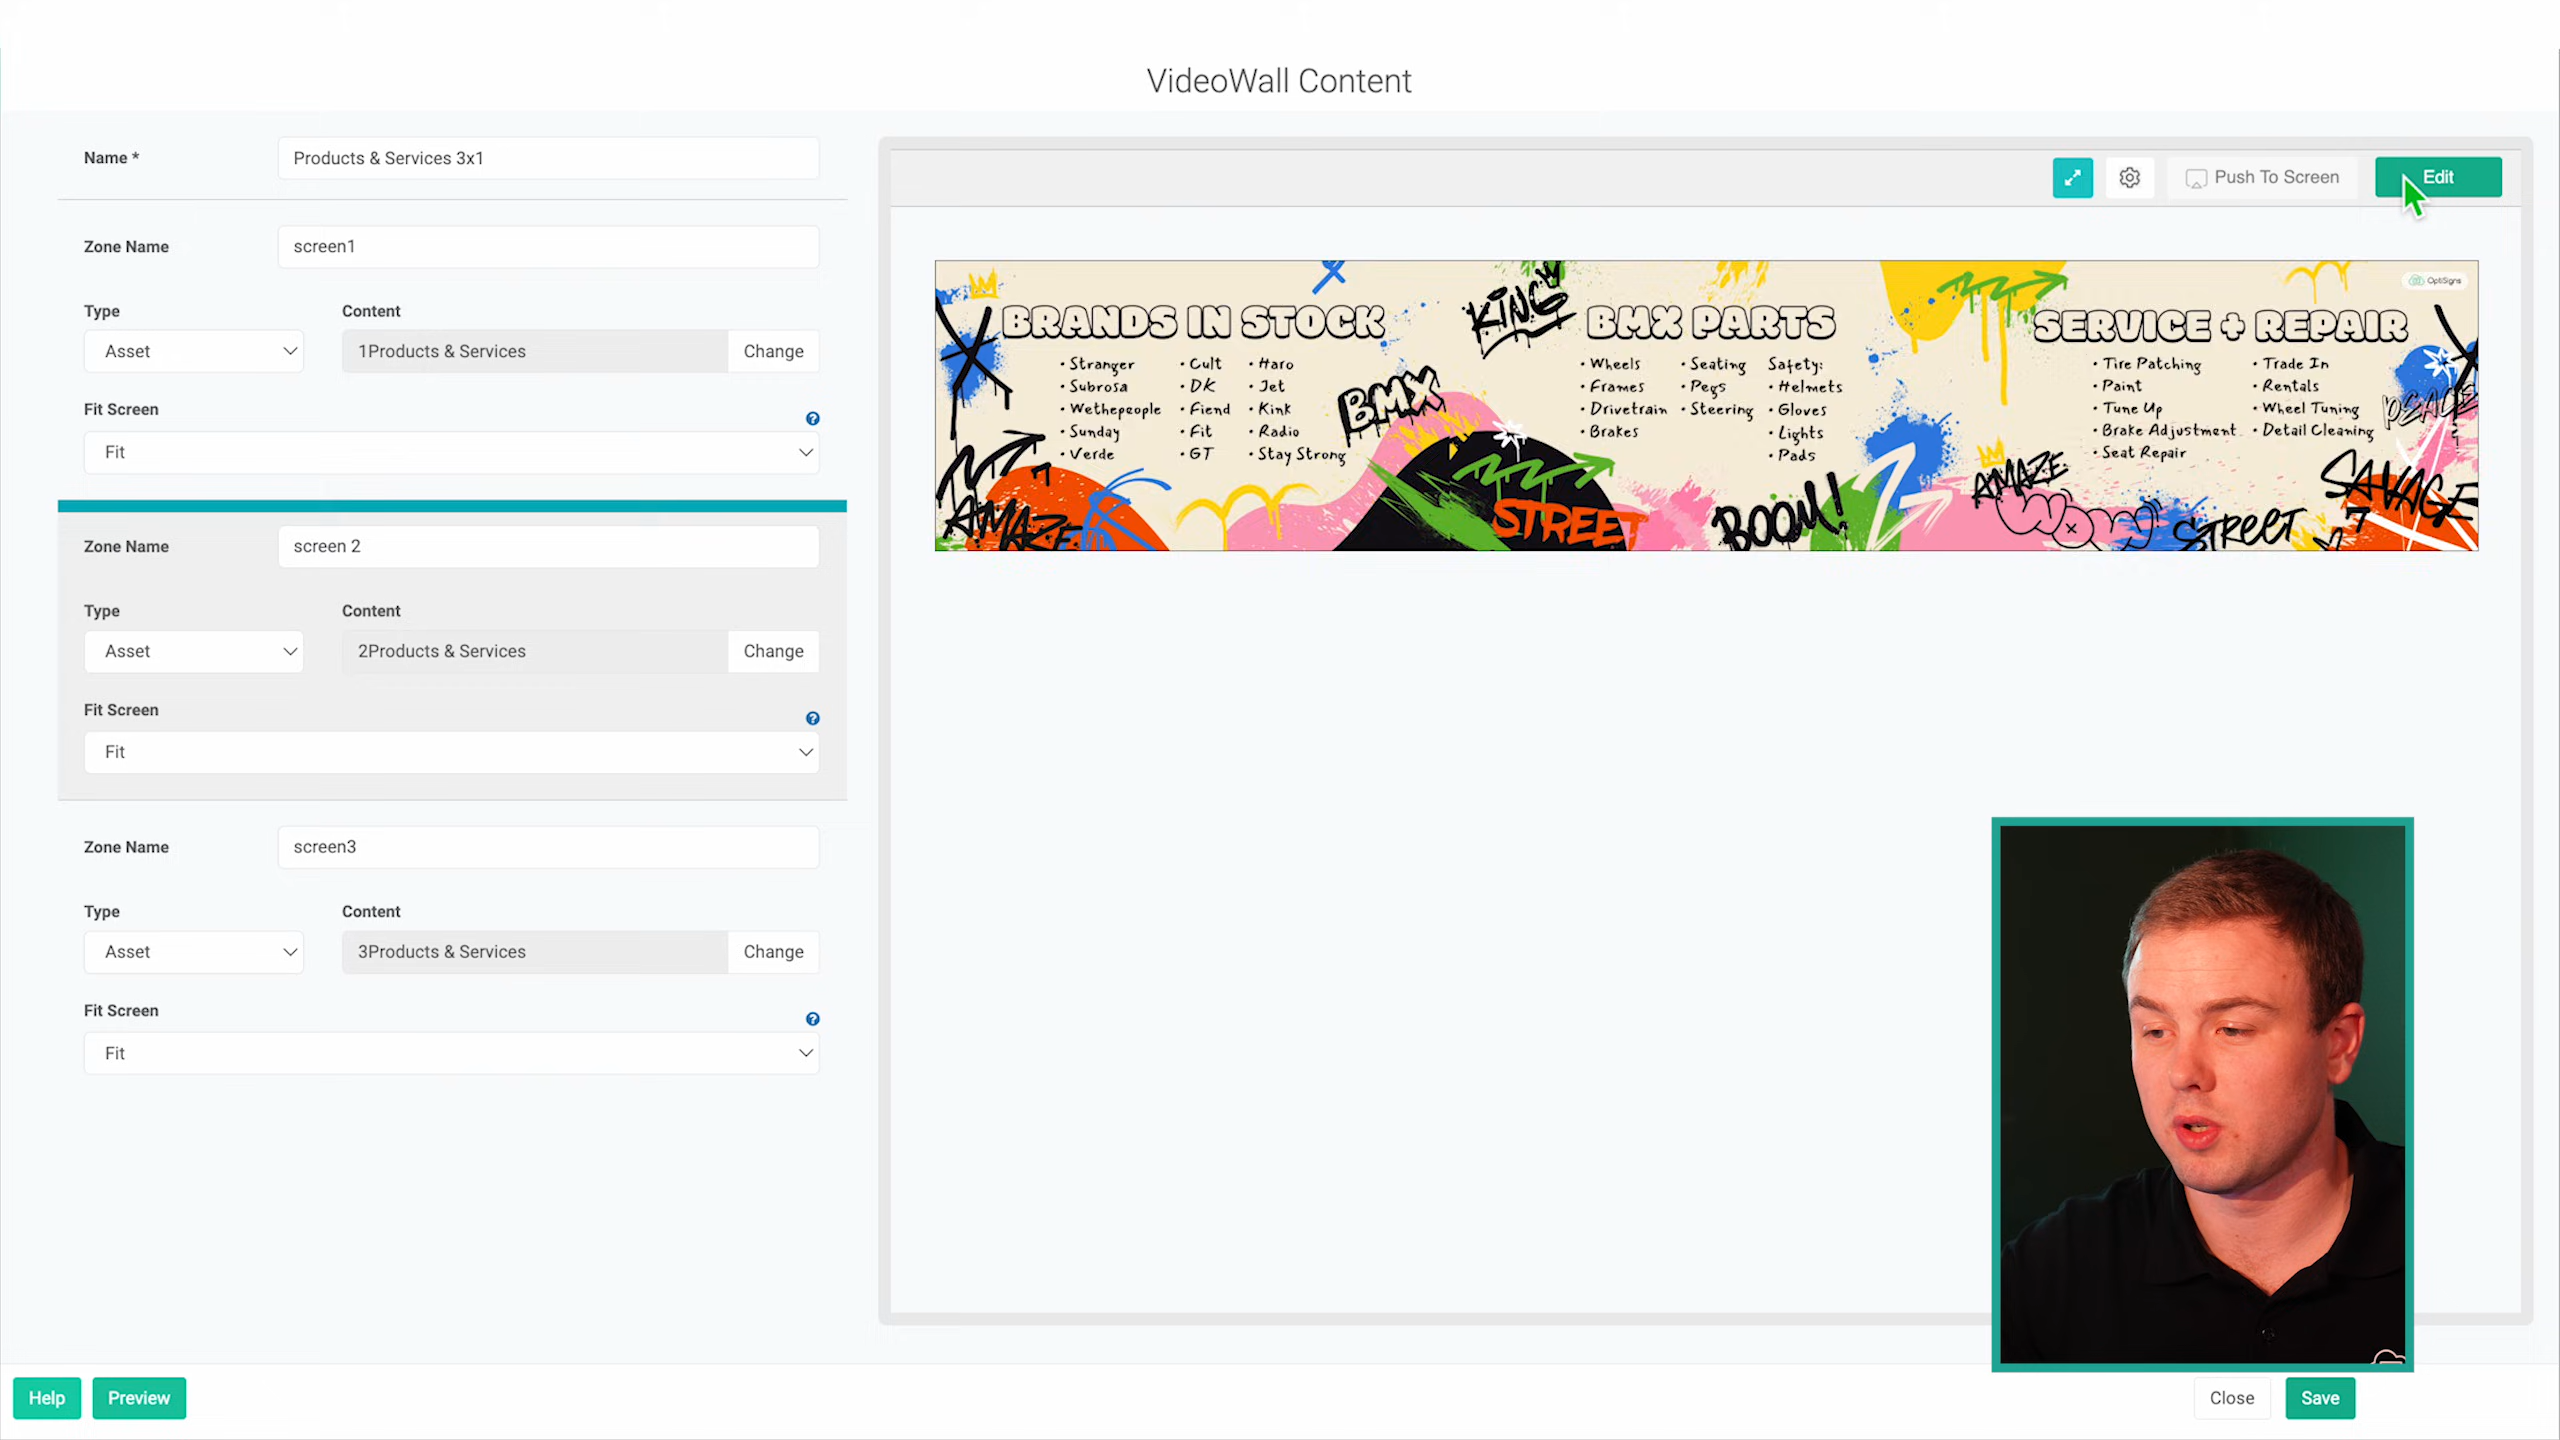 VideoWall Content
Name *
Products & Services 3x1
Zone Name
screen1
Type
Content
Asset
1Products & Services
Change
Fit Screen
?
Fit
Zone Name
screen 2
Type
Content
Asset
2Products & Services
Change
Fit Screen
?
Fit
Zone Name
screen3
Type
Content
Asset
3Products & Services
Change
Fit Screen
?
Fit
Push To Screen
Edit
OptiSigns
BRANDS IN STOCK
• Stranger
• Subrosa
• Wethepeople
• Sunday
• Verde
• Cult
• DK
• Fiend
• Fit
• GT
• Haro
• Jet
• Kink
• Radio
• Stay Strong
KING
BMX
AMAZE
STREET
BMX PARTS
• Wheels
• Frames
• Drivetrain
• Brakes
• Seating
• Pegs
• Steering
Safety:
• Helmets
• Gloves
• Lights
• Pads
BOOM!
SERVICE + REPAIR
• Tire Patching
• Paint
• Tune Up
• Brake Adjustment
• Seat Repair
• Trade In
• Rentals
• Wheel Tuning
• Detail Cleaning
PEACE
AMAZE
STREET
SAVAGE
Help
Preview
Close
Save